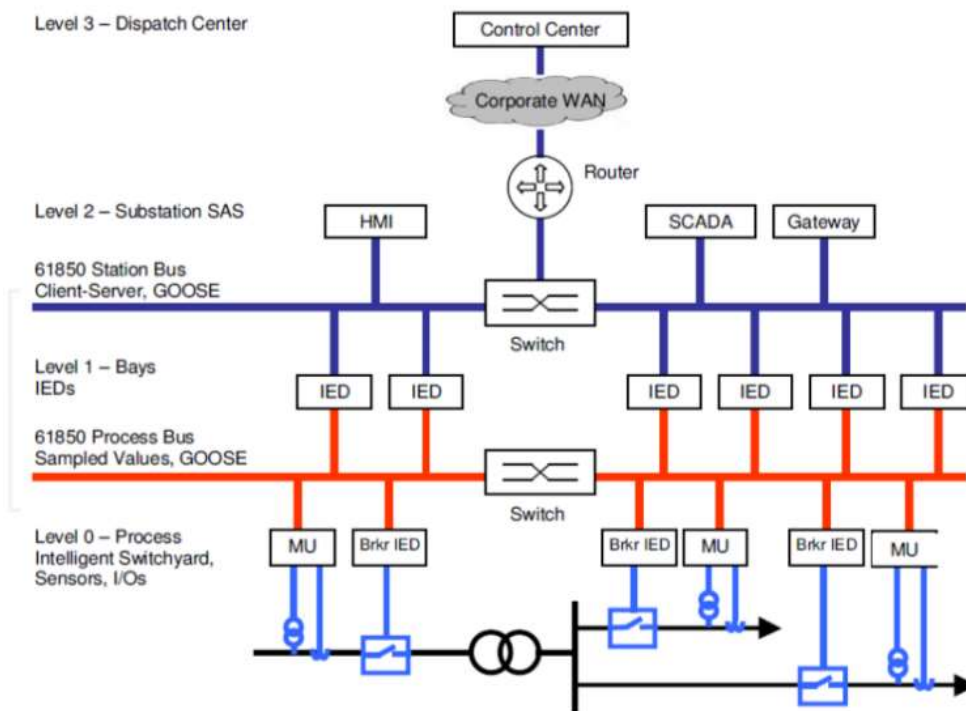 Level 3 – Dispatch Center
Control Center
Corporate WAN
Router
Level 2 – Substation SAS
HMI
SCADA
Gateway
61850 Station Bus
Client-Server, GOOSE
Switch
Level 1 – Bays
IEDs
IED
IED
IED
IED
IED
IED
61850 Process Bus
Sampled Values, GOOSE
Switch
Level 0 – Process
Intelligent Switchyard,
Sensors, I/Os
MU
Brkr IED
Brkr IED
MU
Brkr IED
MU